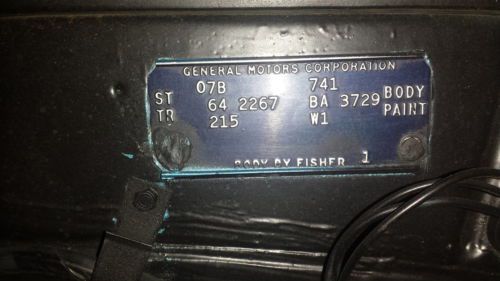 GENERAL MOTORS CORPORATION
07B 741
ST 64 2267 BA 3729 BODY
TR 215 W1 PAINT
BODY BY FISHER 1